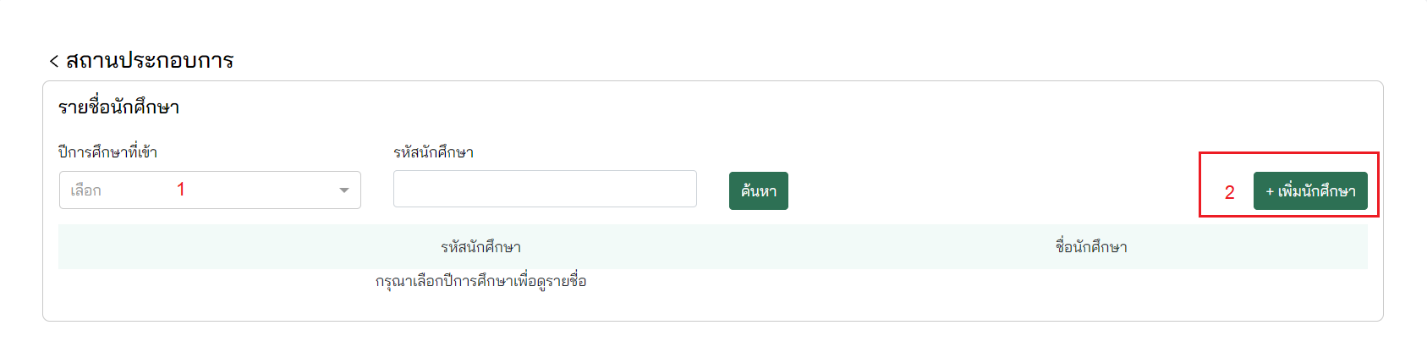 < สถานประกอบการ
รายชื่อนักศึกษา
ปีการศึกษาที่เข้า รหัสนักศึกษา
เลือก 1 ค้นหา 2 + เพิ่มนักศึกษา
รหัสนักศึกษา ชื่อนักศึกษา
กรุณาเลือกปีการศึกษาเพื่อดูรายชื่อ